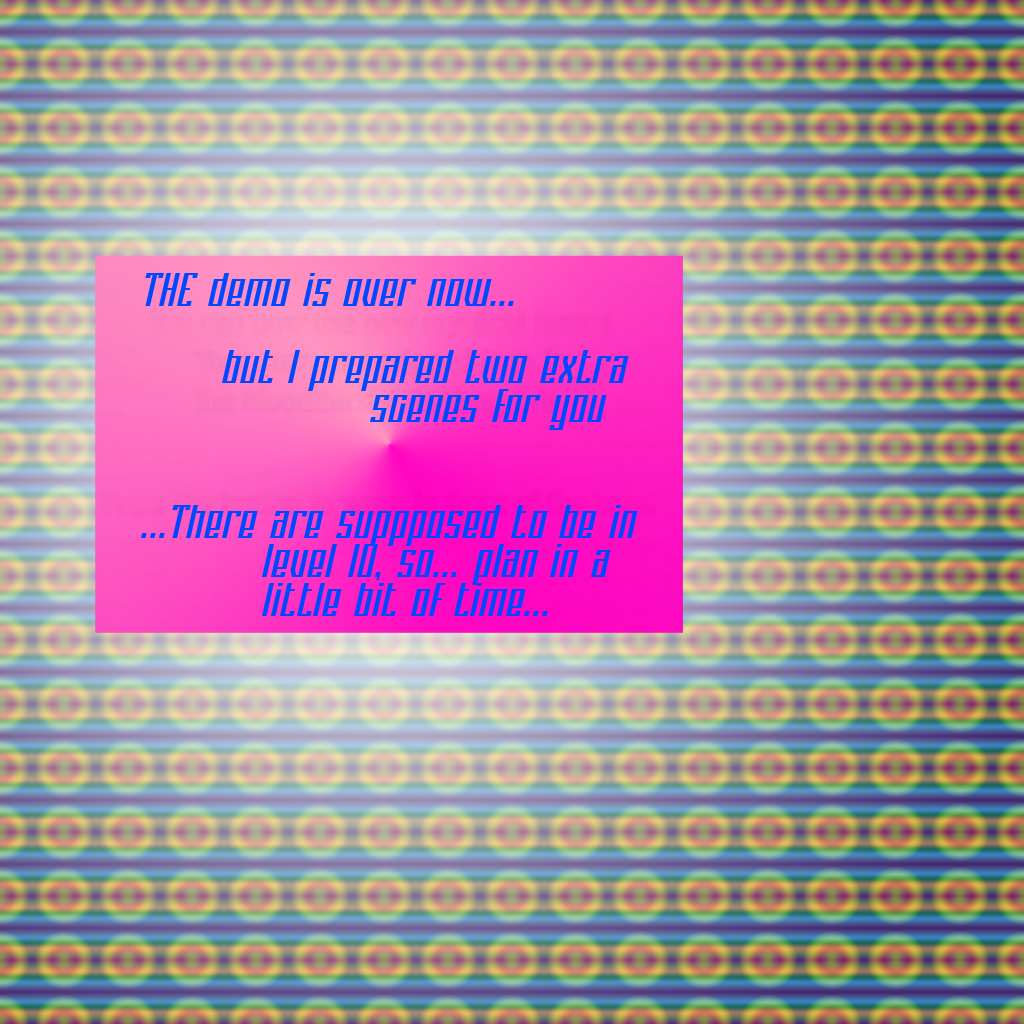 THE demo is over now...
but I prepared two extra
scenes for you
...There are suppposed to be in
level 10, so... plan in a
little bit of time...